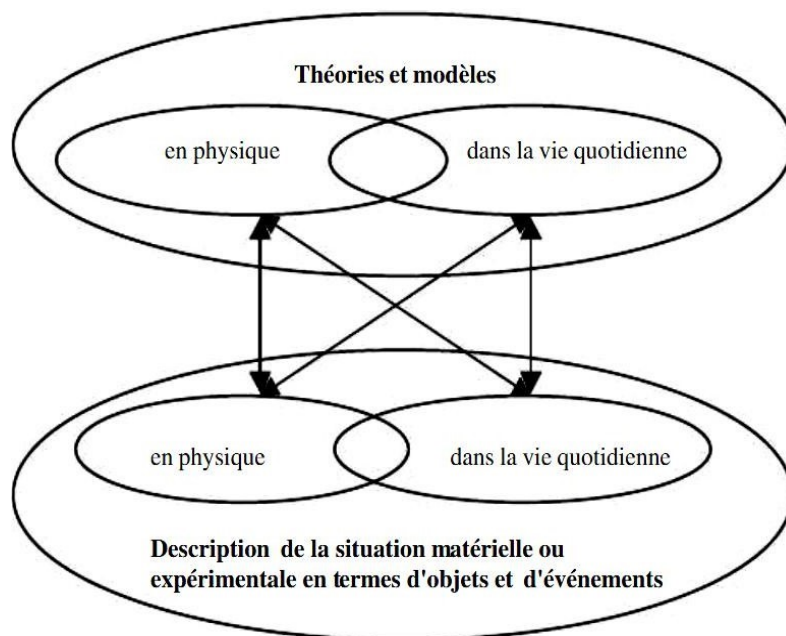 Théories et modèles
en physique
dans la vie quotidienne
en physique
dans la vie quotidienne
Description de la situation matérielle ou
expérimentale en termes d'objets et d'événements